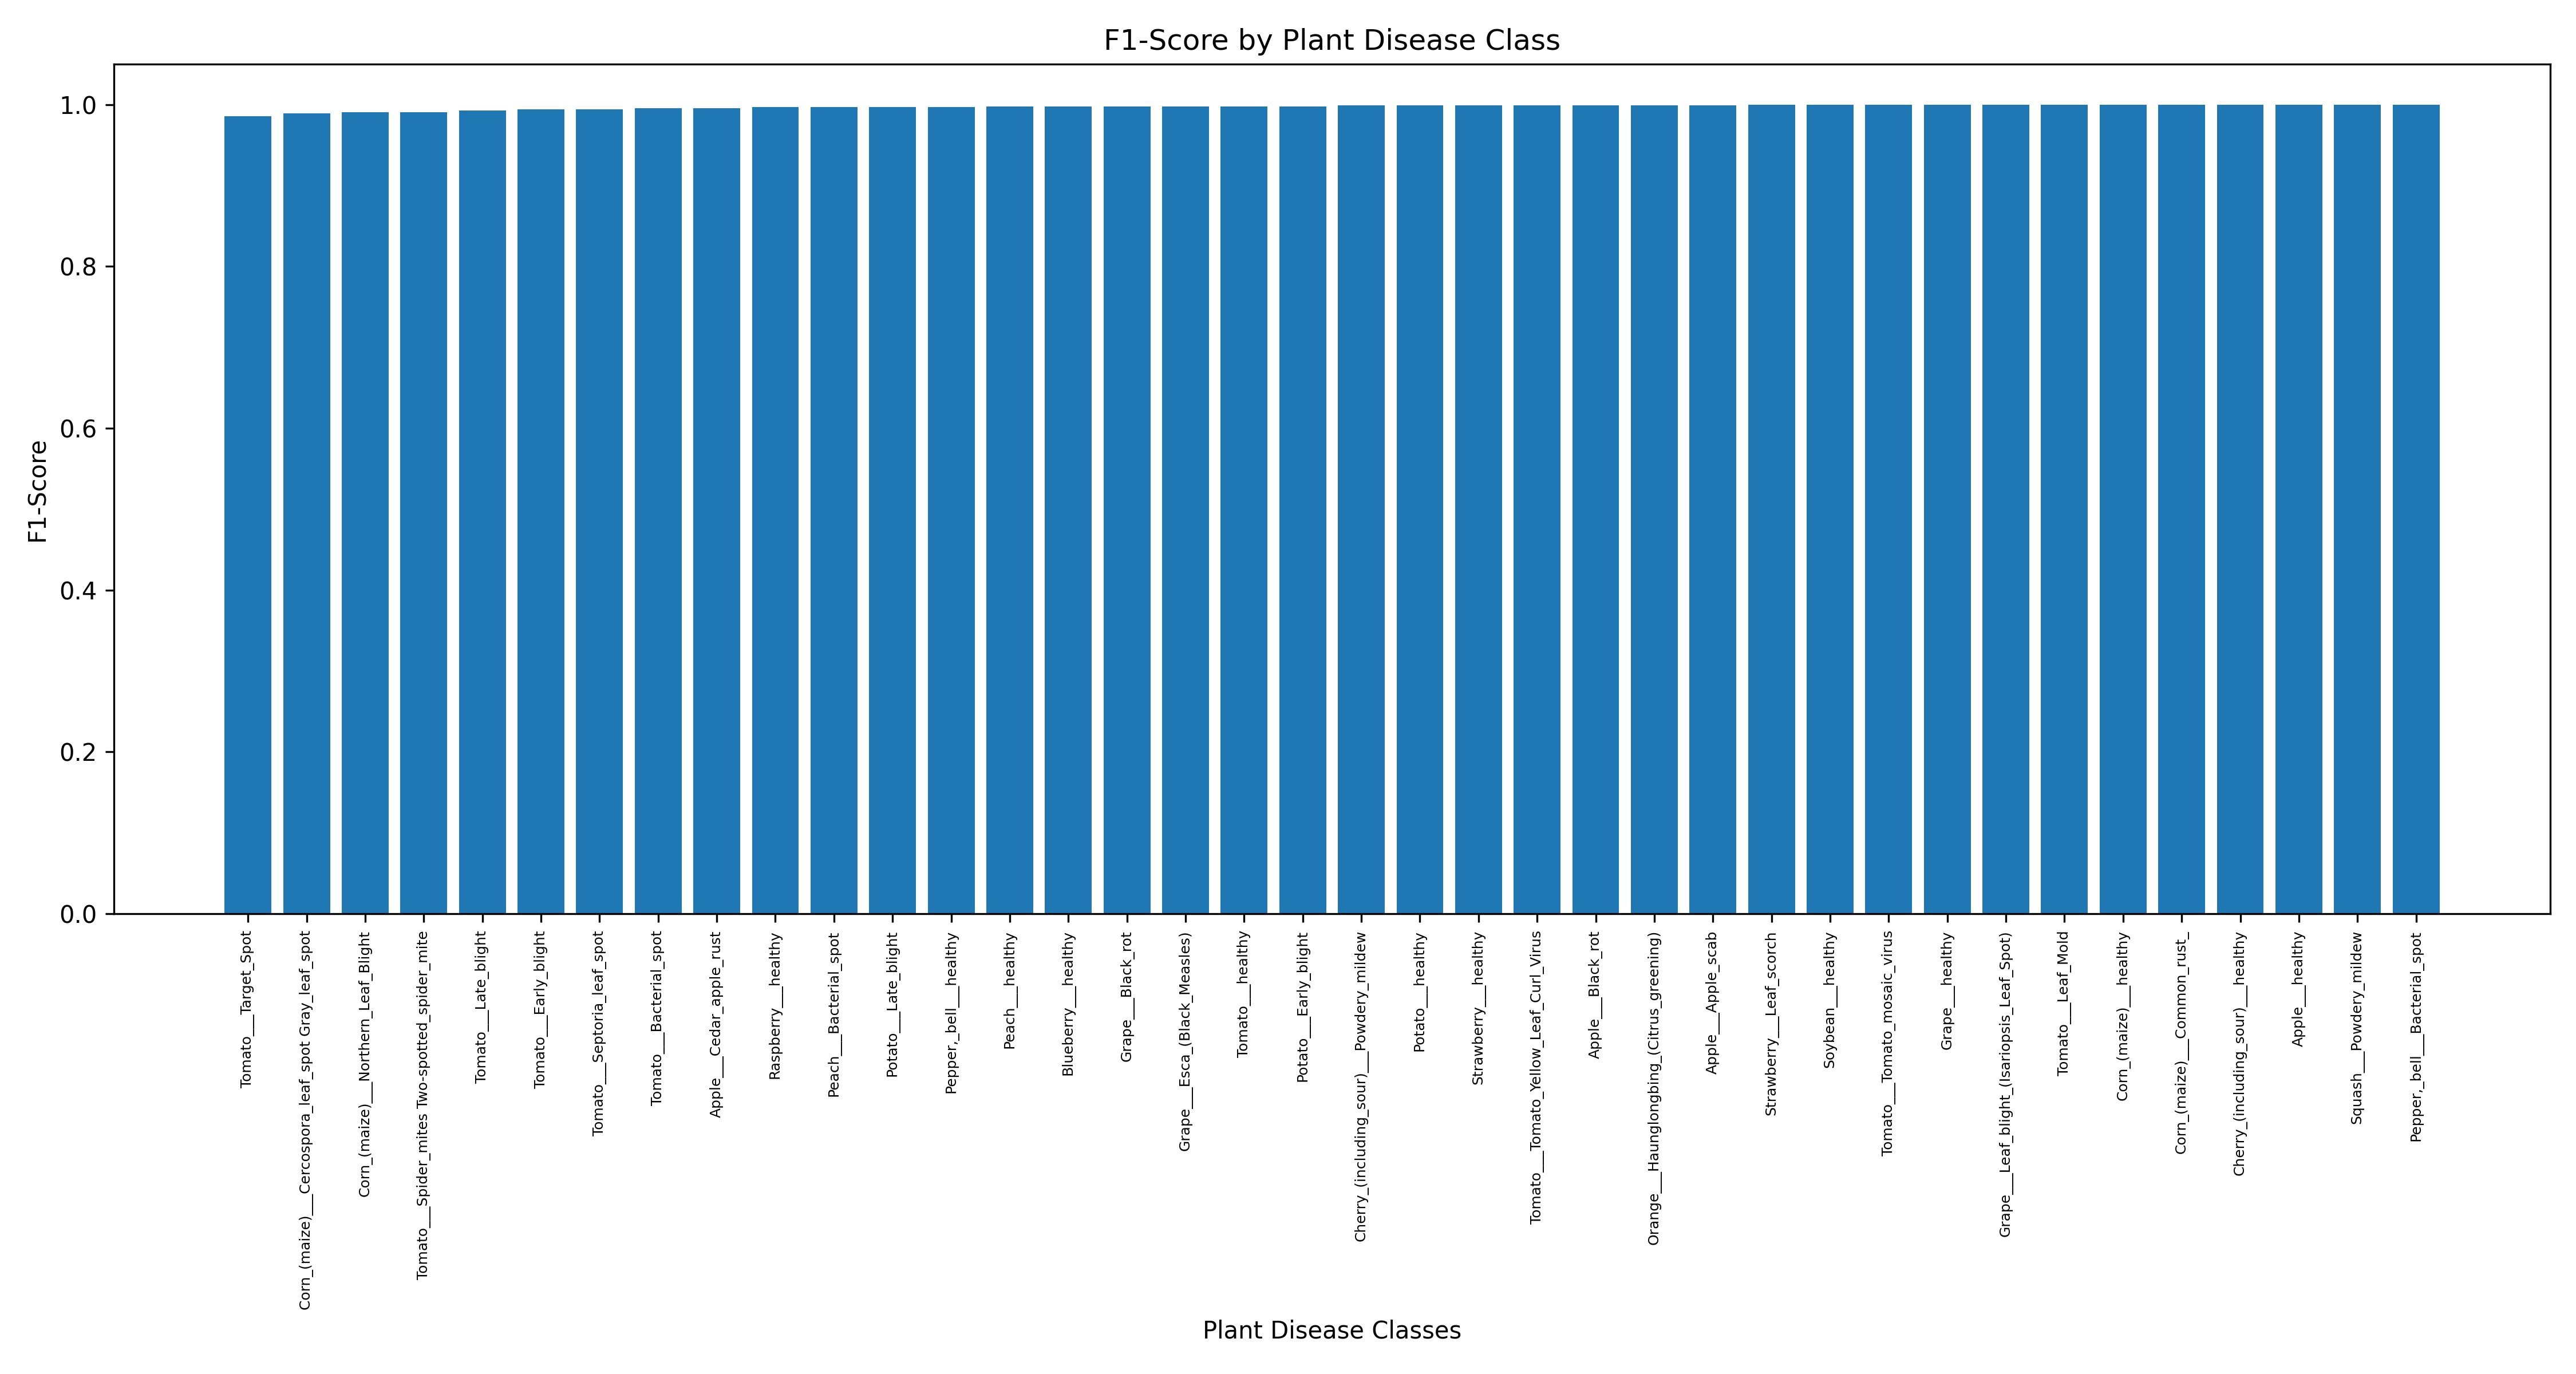 F1-Score by Plant Disease Class
F1-Score
1.0
0.8
0.6
0.4
0.2
0.0
Tomato___Target_Spot
Corn_(maize)___Cercospora_leaf_spot Gray_leaf_spot
Corn_(maize)___Northern_Leaf_Blight
Tomato___Spider_mites Two-spotted_spider_mite
Tomato___Late_blight
Tomato___Early_blight
Tomato___Septoria_leaf_spot
Tomato___Bacterial_spot
Apple___Cedar_apple_rust
Raspberry___healthy
Peach___Bacterial_spot
Potato___Late_blight
Pepper,_bell___healthy
Peach___healthy
Blueberry___healthy
Grape___Black_rot
Grape___Esca_(Black_Measles)
Tomato___healthy
Potato___Early_blight
Cherry_(including_sour)___Powdery_mildew
Potato___healthy
Strawberry___healthy
Tomato___Tomato_Yellow_Leaf_Curl_Virus
Apple___Black_rot
Orange___Haunglongbing_(Citrus_greening)
Apple___Apple_scab
Strawberry___Leaf_scorch
Soybean___healthy
Tomato___Tomato_mosaic_virus
Grape___healthy
Grape___Leaf_blight_(Isariopsis_Leaf_Spot)
Tomato___Leaf_Mold
Corn_(maize)___healthy
Corn_(maize)___Common_rust_
Cherry_(including_sour)___healthy
Apple___healthy
Squash___Powdery_mildew
Pepper,_bell___Bacterial_spot
Plant Disease Classes